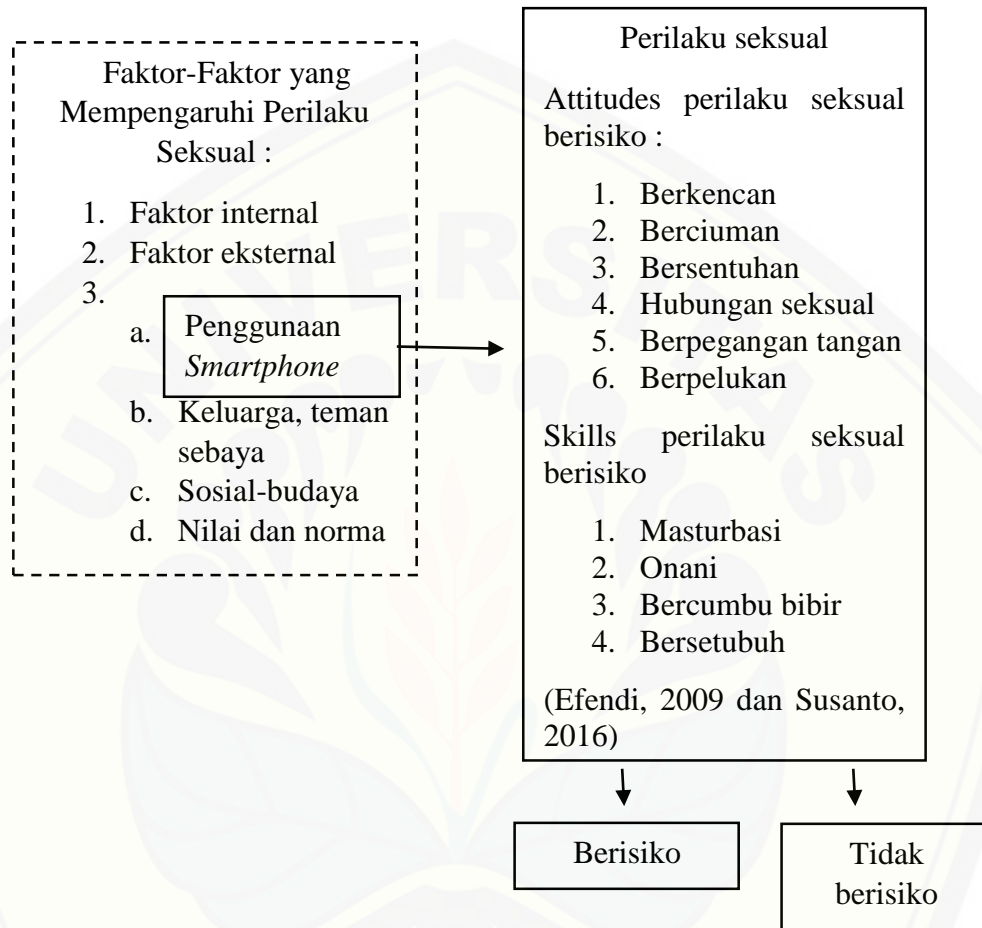 Faktor-Faktor yang
Mempengaruhi Perilaku
Seksual :
1. Faktor internal
2. Faktor eksternal
3.
a. Penggunaan
Smartphone
b. Keluarga, teman
sebaya
c. Sosial-budaya
d. Nilai dan norma
Perilaku seksual
Attitudes perilaku seksual
berisiko :
1. Berkencan
2. Berciuman
3. Bersentuhan
4. Hubungan seksual
5. Berpegangan tangan
6. Berpelukan
Skills perilaku seksual
berisiko
1. Masturbasi
2. Onani
3. Bercumbu bibir
4. Bersetubuh
(Efendi, 2009 dan Susanto,
2016)
Berisiko
Tidak
berisiko
UNIVERSITAS